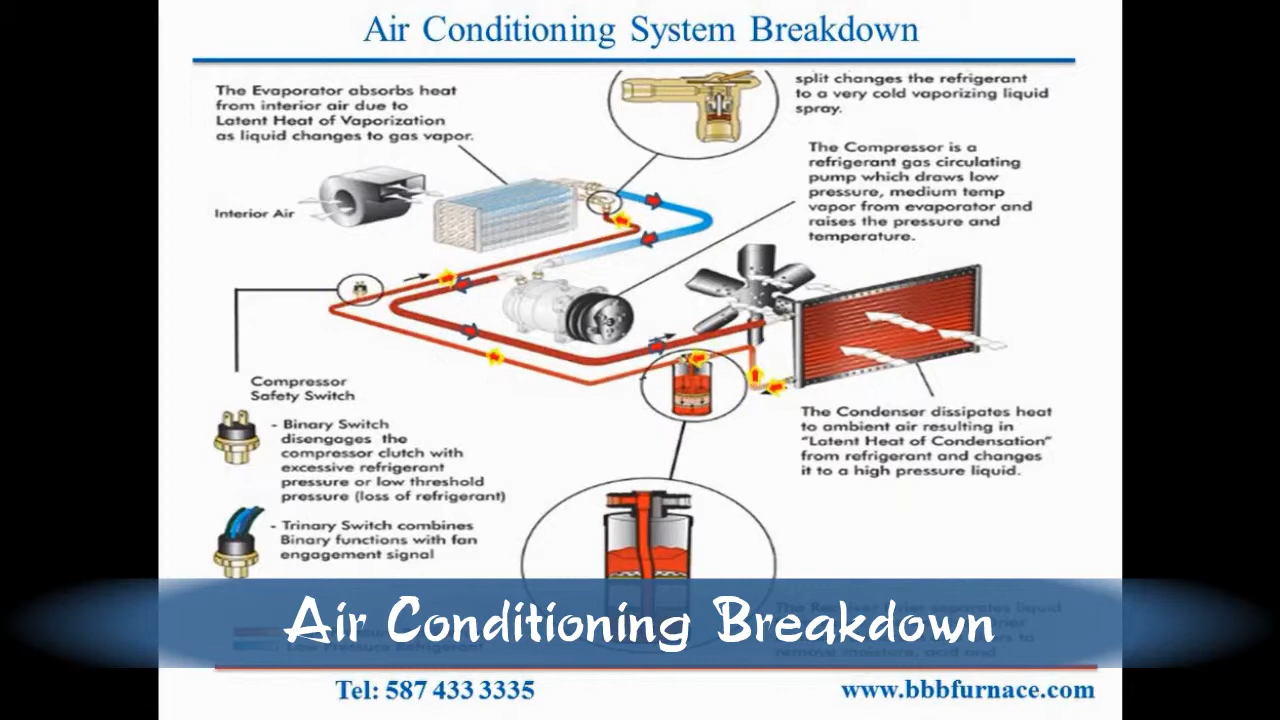 Air Conditioning System Breakdown
The Evaporator absorbs heat
from interior air due to
Latent Heat of Vaporization
as liquid changes to gas vapor.
split changes the refrigerant
to a very cold vaporizing liquid
spray.
The Compressor is a
refrigerant gas circulating
pump which draws low
pressure, medium temp
vapor from evaporator and
raises the pressure and
temperature.
Interior Air
Compressor
Safety Switch
- Binary Switch
disengages the
compressor clutch with
excessive refrigerant
pressure or low threshold
pressure (loss of refrigerant)
- Trinary Switch combines
Binary functions with fan
engagement signal
The Condenser dissipates heat
to ambient air resulting in
“Latent Heat of Condensation”
from refrigerant and changes
it to a high pressure liquid.
Air Conditioning Breakdown
Tel: 587 433 3335
www.bbbfurnace.com